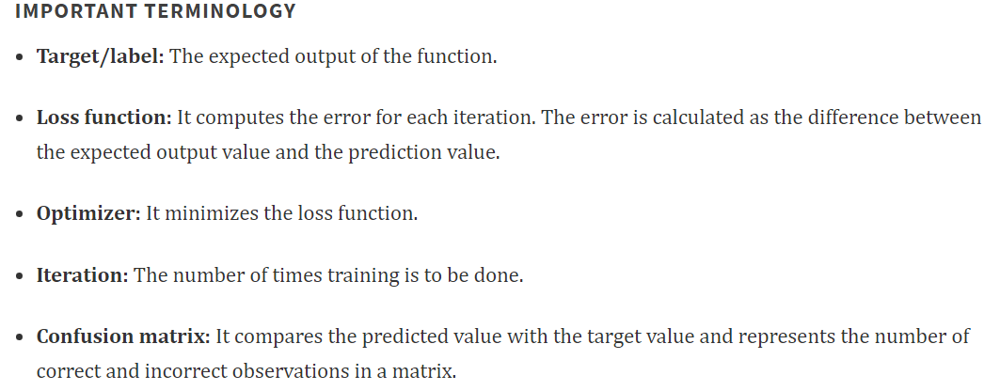 IMPORTANT TERMINOLOGY
• Target/label: The expected output of the function.
• Loss function: It computes the error for each iteration. The error is calculated as the difference between
the expected output value and the prediction value.
• Optimizer: It minimizes the loss function.
• Iteration: The number of times training is to be done.
• Confusion matrix: It compares the predicted value with the target value and represents the number of
correct and incorrect observations in a matrix.